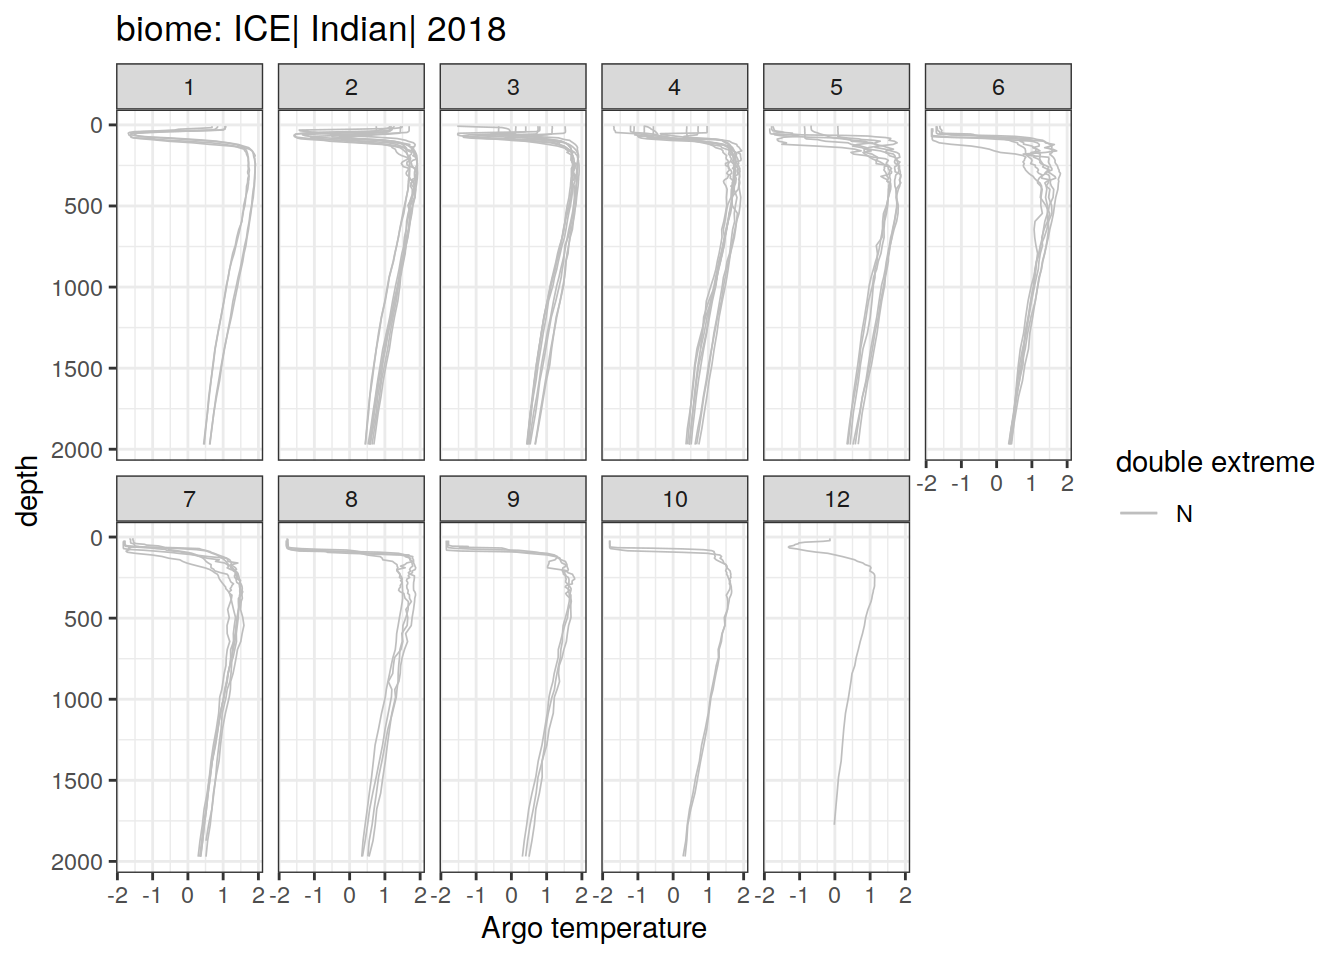 biome: ICE| Indian| 2018
1 2 3 4 5 6
0
500
1000
1500
2000
-2 -1 0 1 2
7 8 9 10 12
0
500
1000
1500
2000
-2 -1 0 1 2 -2 -1 0 1 2 -2 -1 0 1 2 -2 -1 0 1 2 -2 -1 0 1 2
Argo temperature
depth
double extreme
N